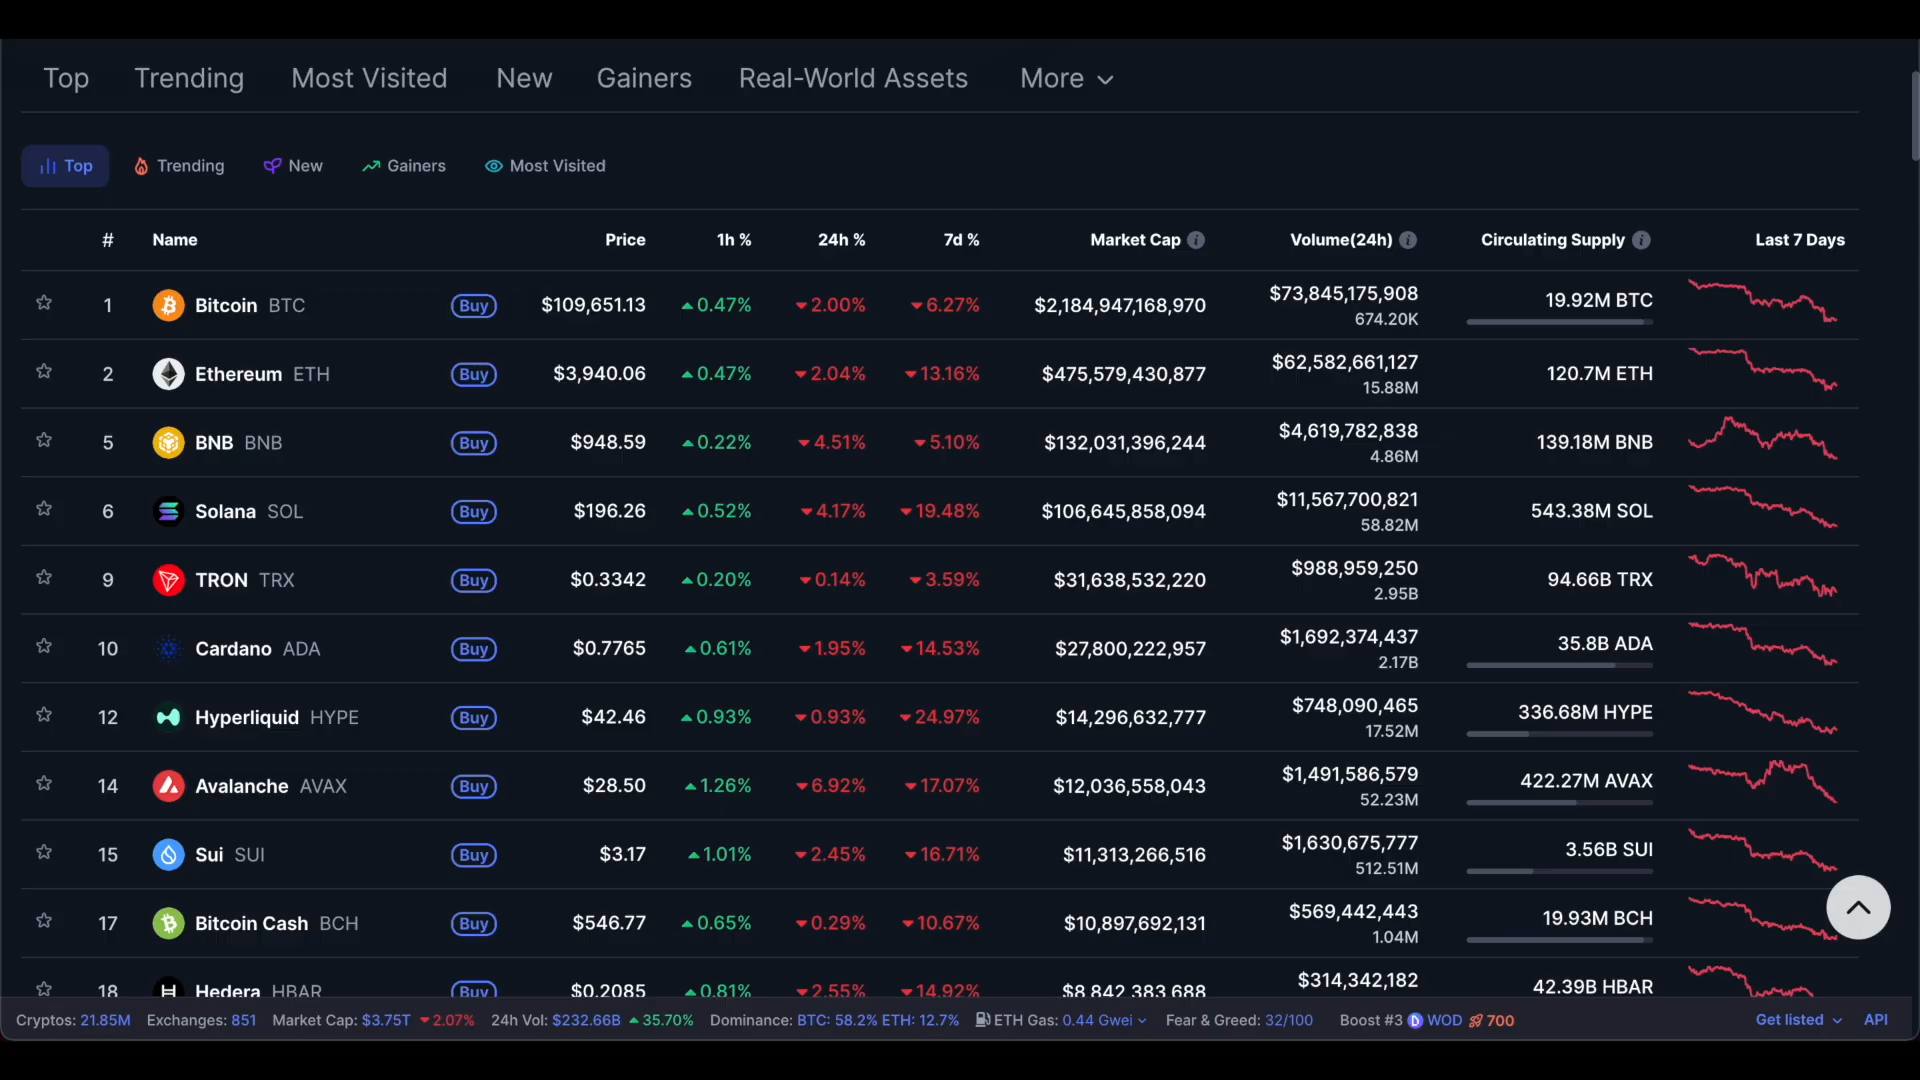 Top Trending Most Visited New Gainers Real-World Assets More
Top Trending New Gainers Most Visited
# Name Price 1h % 24h % 7d % Market Cap Volume(24h) Circulating Supply Last 7 Days
1 Bitcoin BTC Buy $109,651.13 0.47% 2.00% 6.27% $2,184,947,168,970 $73,845,175,908 19.92M BTC
674.20K
2 Ethereum ETH Buy $3,940.06 0.47% 2.04% 13.16% $475,579,430,877 $62,582,661,127 120.7M ETH
15.88M
5 BNB BNB Buy $948.59 0.22% 4.51% 5.10% $132,031,396,244 $4,619,782,838 139.18M BNB
4.86M
6 Solana SOL Buy $196.26 0.52% 4.17% 19.48% $106,645,858,094 $11,567,700,821 543.38M SOL
58.82M
9 TRON TRX Buy $0.3342 0.20% 0.14% 3.59% $31,638,532,220 $988,959,250 94.66B TRX
2.95B
10 Cardano ADA Buy $0.7765 0.61% 1.95% 14.53% $27,800,222,957 $1,692,374,437 35.8B ADA
2.17B
12 Hyperliquid HYPE Buy $42.46 0.93% 0.93% 24.97% $14,296,632,777 $748,090,465 336.68M HYPE
17.52M
14 Avalanche AVAX Buy $28.50 1.26% 6.92% 17.07% $12,036,558,043 $1,491,586,579 422.27M AVAX
52.23M
15 Sui SUI Buy $3.17 1.01% 2.45% 16.71% $11,313,266,516 $1,630,675,777 3.56B SUI
512.51M
17 Bitcoin Cash BCH Buy $546.77 0.65% 0.29% 10.67% $10,897,692,131 $569,442,443 19.93M BCH
1.04M
18 Hedera HBAR Buy $0.2085 0.81% 2.55% 14.92% $8,842,383,688 $314,342,182 42.39B HBAR
Cryptos: 21.85M Exchanges: 851 Market Cap: $3.75T 2.07% 24h Vol: $232.66B 35.70% Dominance: BTC: 58.2% ETH: 12.7% ETH Gas: 0.44 Gwei Fear & Greed: 32/100 Boost #3 WOD 700 Get listed API